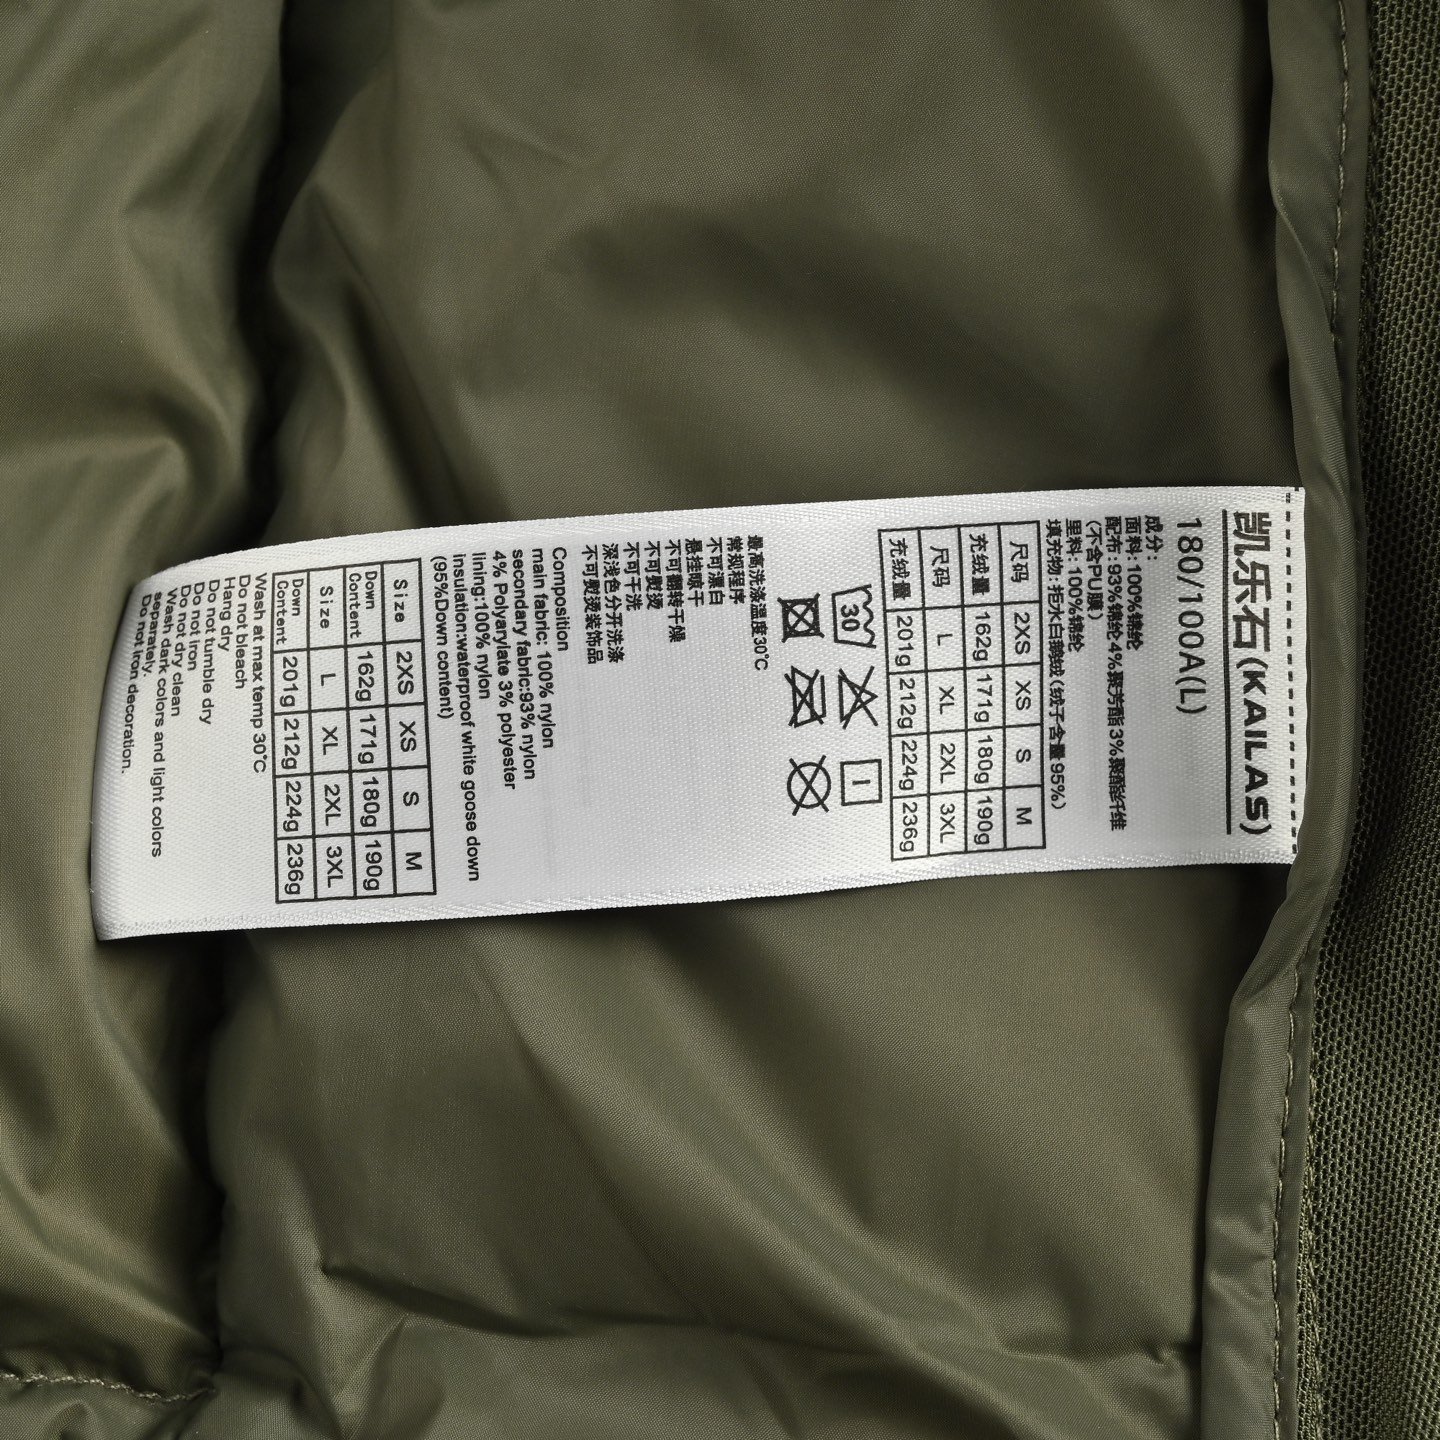 凯乐石(KAILAS)
180/100A(L)
成分:
面料:100%锦纶
配布:93%锦纶4%聚芳酯3%聚酯纤维
(不含PU膜)
里料:100%锦纶
填充物:拒水白鹅绒(绒子含量95%)
尺码 2XS XS S M
充绒量 162g 171g 180g 190g
尺码 L XL 2XL 3XL
充绒量 201g 212g 224g 236g
30
最高洗涤温度30℃
常规程序
不可漂白
悬挂晾干
不可翻转干燥
不可熨烫
不可干洗
深浅色分开洗涤
不可熨烫装饰品
Composition
main fabric: 100% nylon
secondary fabric:93% nylon
4% Polyarylate 3% polyester
lining:100% nylon
insulation:waterproof white goose down
(95%Down content)
Size 2XS XS S M
Down Content 162g 171g 180g 190g
Size L XL 2XL 3XL
Down Content 201g 212g 224g 236g
Wash at max temp 30℃
Do not bleach
Hang dry
Do not tumble dry
Do not iron
Do not dry clean
Wash dark colors and light colors
separately.
Do not iron decoration.